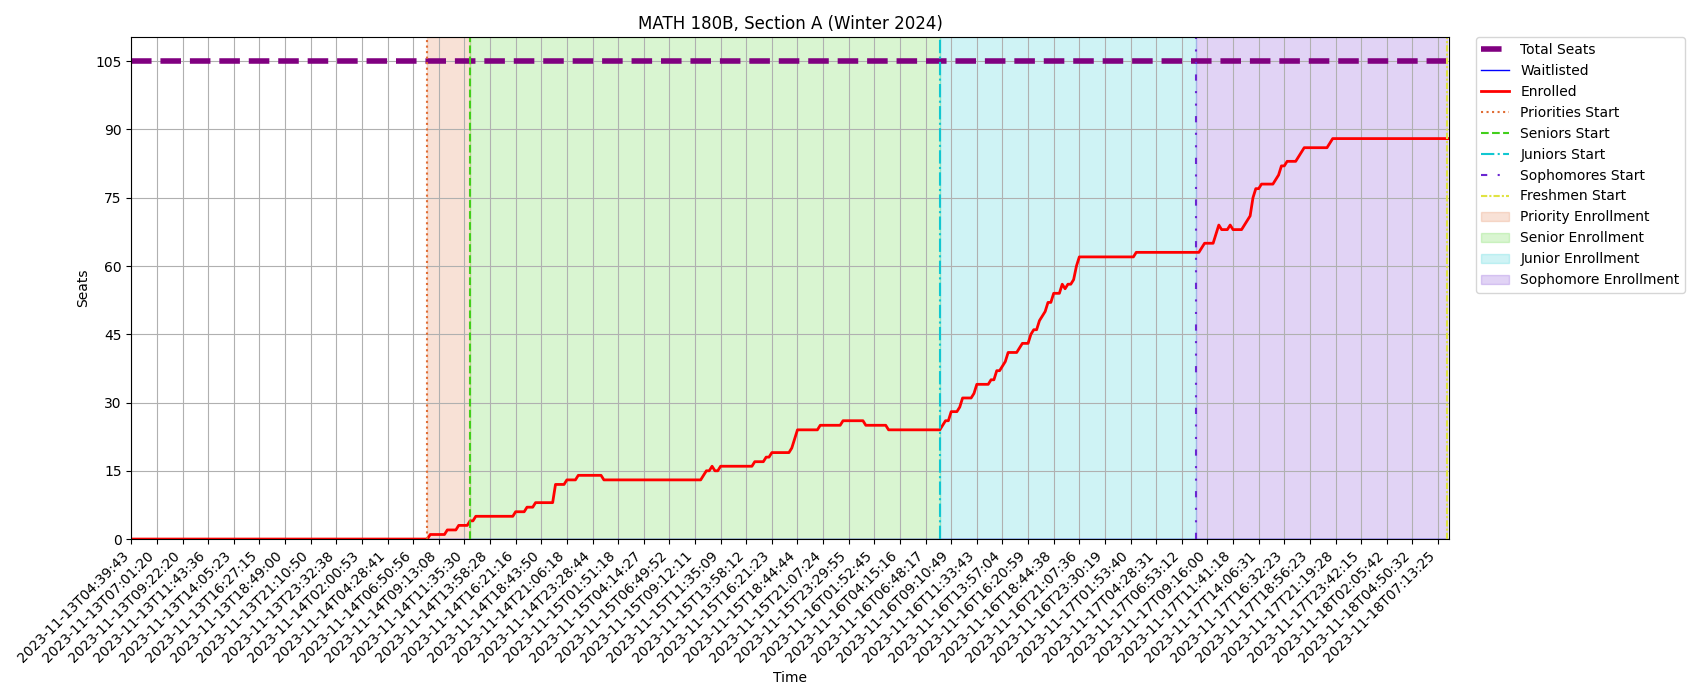 MATH 180B, Section A (Winter 2024)
Seats
105
90
75
60
45
30
15
0
2023-11-13T04:39:43
2023-11-13T07:01:20
2023-11-13T09:22:20
2023-11-13T11:43:36
2023-11-13T14:05:23
2023-11-13T16:27:15
2023-11-13T18:49:00
2023-11-13T21:10:50
2023-11-13T23:32:38
2023-11-14T02:00:53
2023-11-14T04:28:41
2023-11-14T06:50:56
2023-11-14T09:13:08
2023-11-14T11:35:30
2023-11-14T13:58:28
2023-11-14T16:21:16
2023-11-14T18:43:50
2023-11-14T21:06:18
2023-11-14T23:28:44
2023-11-15T01:51:18
2023-11-15T04:14:27
2023-11-15T06:49:52
2023-11-15T09:12:11
2023-11-15T11:35:09
2023-11-15T13:58:12
2023-11-15T16:21:23
2023-11-15T18:44:44
2023-11-15T21:07:24
2023-11-15T23:29:55
2023-11-16T01:52:45
2023-11-16T04:15:16
2023-11-16T06:48:17
2023-11-16T09:10:49
2023-11-16T11:33:43
2023-11-16T13:57:04
2023-11-16T16:20:59
2023-11-16T18:44:38
2023-11-16T21:07:36
2023-11-16T23:30:19
2023-11-17T01:53:40
2023-11-17T04:28:31
2023-11-17T06:53:12
2023-11-17T09:16:00
2023-11-17T11:41:18
2023-11-17T14:06:31
2023-11-17T16:32:23
2023-11-17T18:56:23
2023-11-17T21:19:28
2023-11-17T23:42:15
2023-11-18T02:05:42
2023-11-18T04:50:32
2023-11-18T07:13:25
Time
Total Seats
Waitlisted
Enrolled
Priorities Start
Seniors Start
Juniors Start
Sophomores Start
Freshmen Start
Priority Enrollment
Senior Enrollment
Junior Enrollment
Sophomore Enrollment